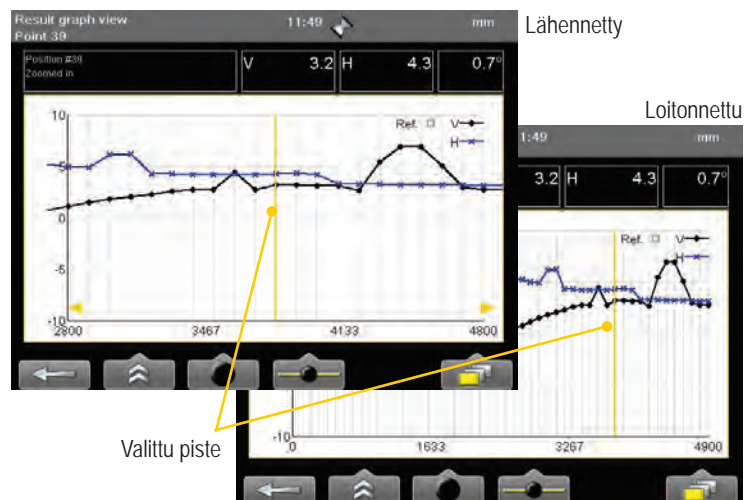 Result graph view 11:49 mm
Point 39
Position #39
Zoomed in
V 3.2 H 4.3 0.7°
10
Ref. V
H
5
0
-5
-10
2800 3467 4133 4800
Lähennetty
Loitonnettu
1:49 mm
3.2 H 4.3 0.7°
Ref. V
H
-10
0 1633 3267 4900
Valittu piste